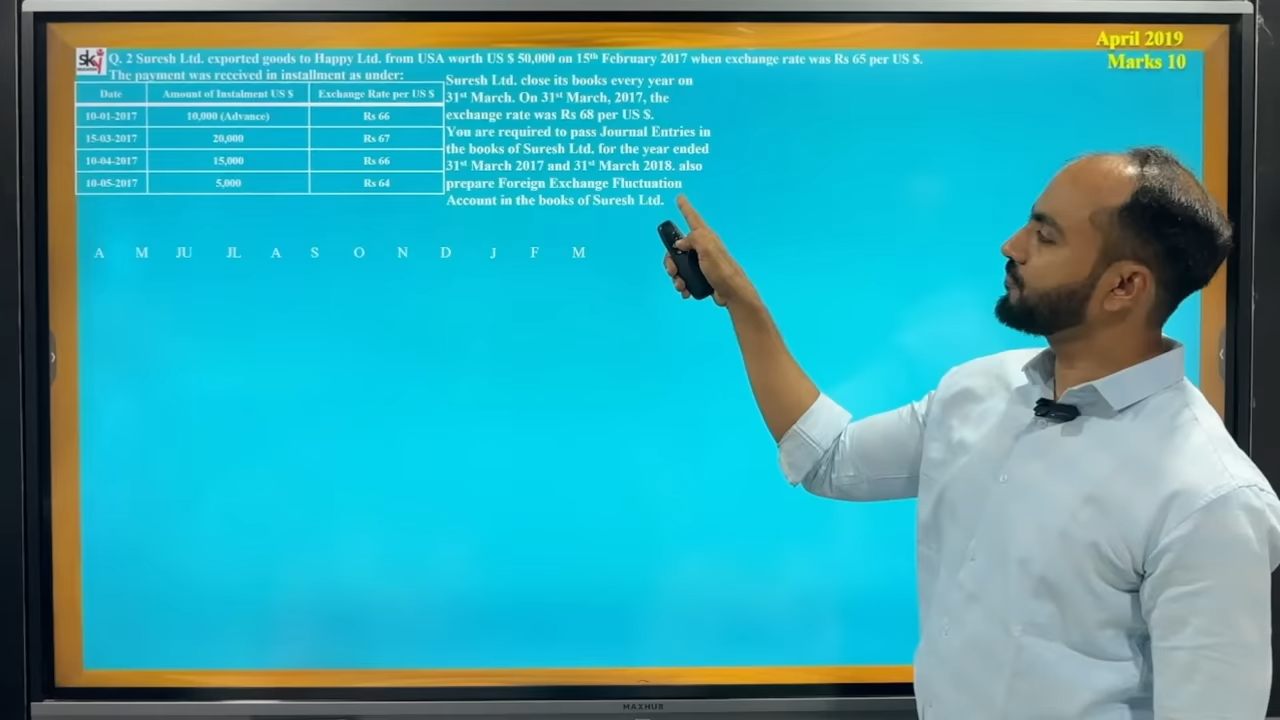 April 2019
Marks 10
sky
Q. 2 Suresh Ltd. exported goods to Happy Ltd. from USA worth US $ 50,000 on 15th February 2017 when exchange rate was Rs 65 per US $.
The payment was received in installment as under:
Date Amount of Instalment US $ Exchange Rate per US $
10-01-2017 10,000 (Advance) Rs 66
15-03-2017 20,000 Rs 67
10-04-2017 15,000 Rs 66
10-05-2017 5,000 Rs 64
Suresh Ltd. close its books every year on
31st March. On 31st March, 2017, the
exchange rate was Rs 68 per US $.
You are required to pass Journal Entries in
the books of Suresh Ltd. for the year ended
31st March 2017 and 31st March 2018. also
prepare Foreign Exchange Fluctuation
Account in the books of Suresh Ltd.
A M JU JL A S O N D J F M
MAXHUB